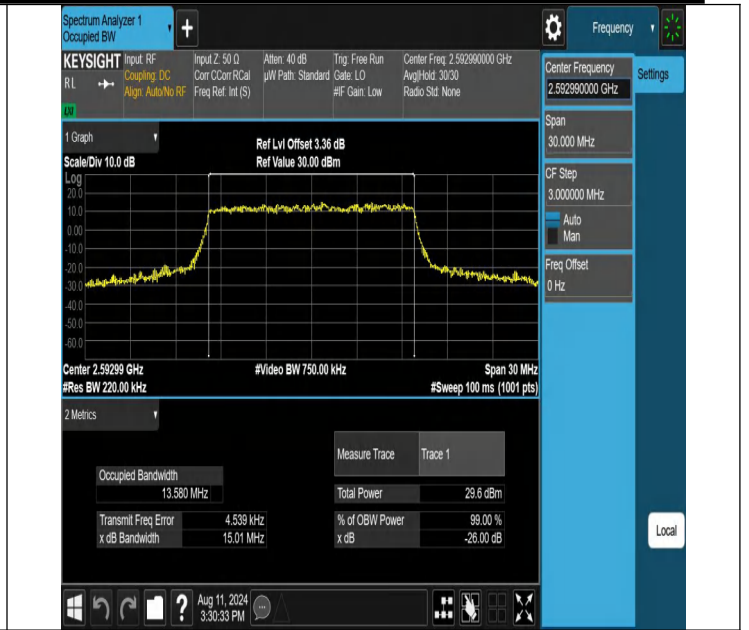 Spectrum Analyzer 1
Occupied BW
+
Frequency
KEYSIGHT
RL
Input: RF
Coupling: DC
Align: Auto/No RF
Input Z: 50 Ω
Corr CCorr RCal
Freq Ref: Int (S)
Atten: 40 dB
µW Path: Standard
Trig: Free Run
Gate: LO
#IF Gain: Low
Center Freq: 2.592990000 GHz
Avg|Hold: 30/30
Radio Std: None
Center Frequency
2.592990000 GHz
Settings
Span
30.000 MHz
CF Step
3.000000 MHz
Auto
Man
Freq Offset
0 Hz
1 Graph
Scale/Div 10.0 dB
Ref Lvl Offset 3.36 dB
Ref Value 30.00 dBm
Log
20.0
10.0
0.00
-10.0
-20.0
-30.0
-40.0
-50.0
-60.0
Center 2.59299 GHz
#Video BW 750.00 kHz
Span 30 MHz
#Res BW 220.00 kHz
#Sweep 100 ms (1001 pts)
2 Metrics
Measure Trace
Trace 1
Occupied Bandwidth
13.580 MHz
Total Power
29.6 dBm
Transmit Freq Error
4.539 kHz
% of OBW Power
99.00 %
x dB Bandwidth
15.01 MHz
x dB
-26.00 dB
Local
?
Aug 11, 2024
3:30:33 PM